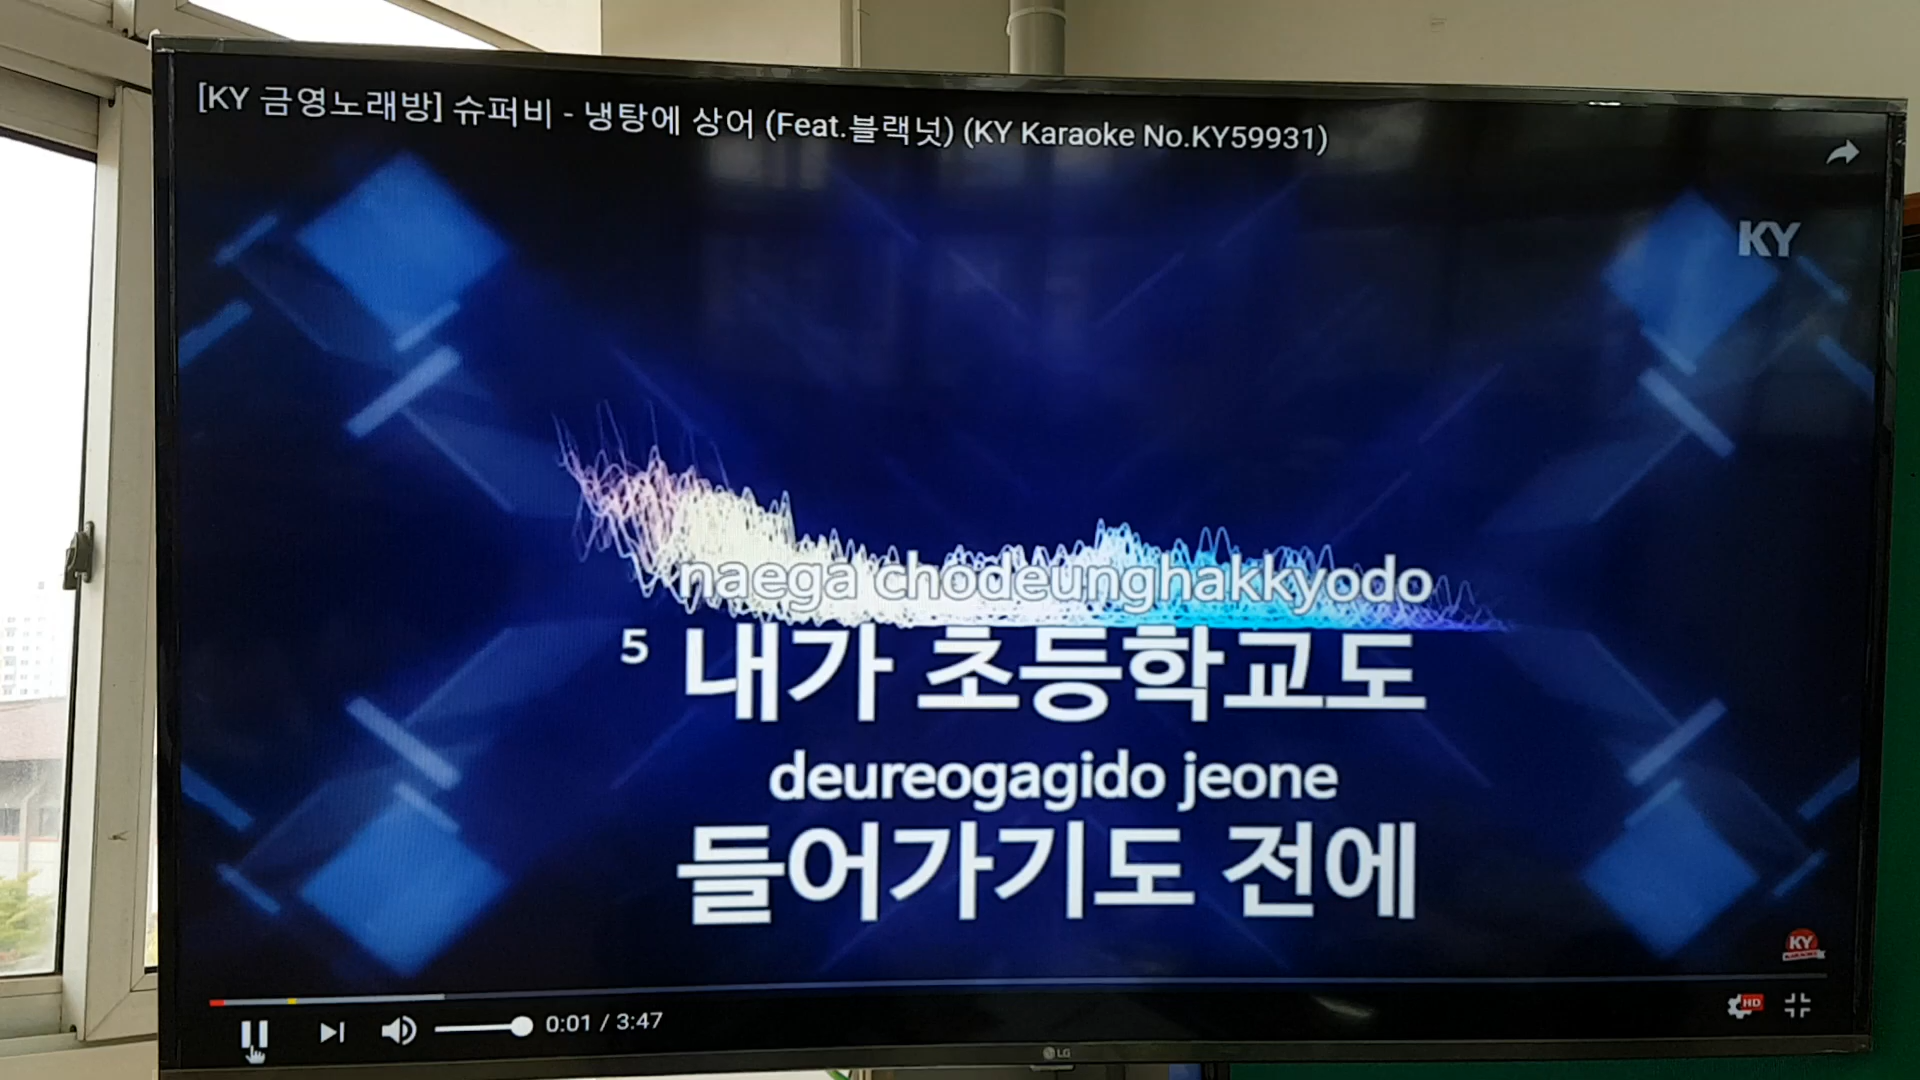 [KY 금영노래방] 슈퍼비 - 냉탕에 상어 (Feat.블랙넛) (KY Karaoke No.KY59931)
KY
naega chodeunghakkyodo
5 내가 초등학교도
deureogagido jeone
들어가기도 전에
KY
KARAOKE
0:01 / 3:47
HD
LG